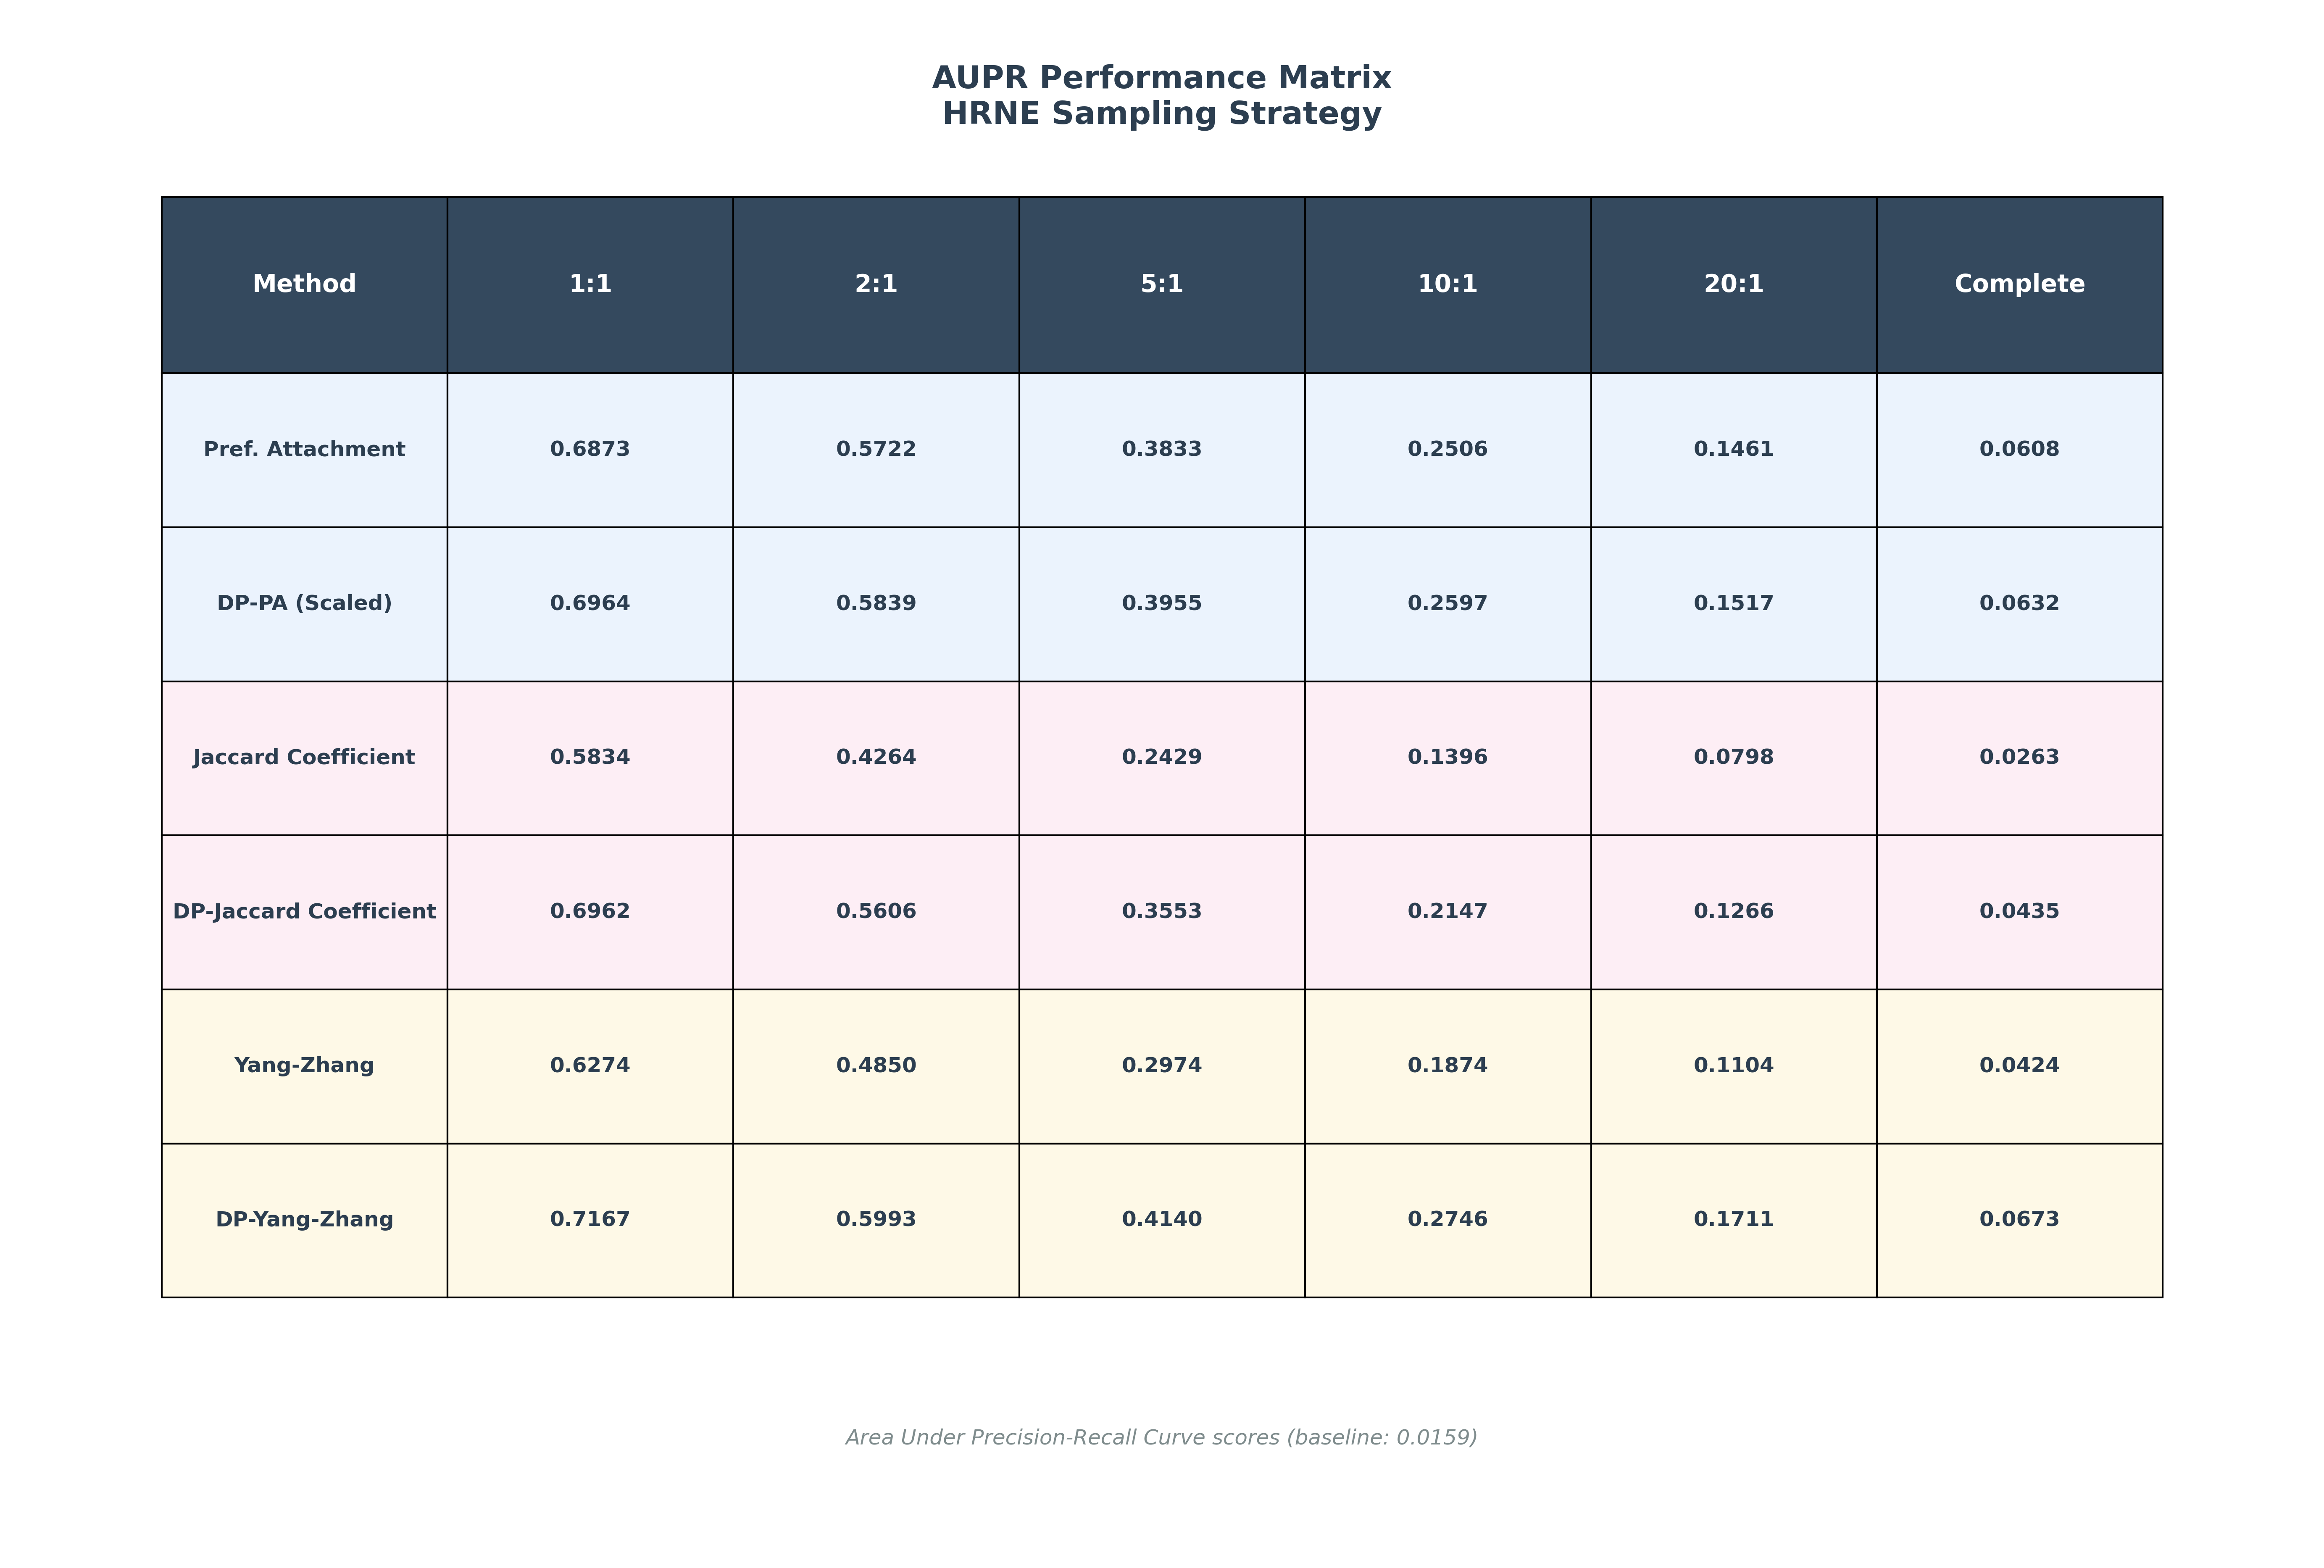 AUPR Performance Matrix
HRNE Sampling Strategy
Method 1:1 2:1 5:1 10:1 20:1 Complete
Pref. Attachment 0.6873 0.5722 0.3833 0.2506 0.1461 0.0608
DP-PA (Scaled) 0.6964 0.5839 0.3955 0.2597 0.1517 0.0632
Jaccard Coefficient 0.5834 0.4264 0.2429 0.1396 0.0798 0.0263
DP-Jaccard Coefficient 0.6962 0.5606 0.3553 0.2147 0.1266 0.0435
Yang-Zhang 0.6274 0.4850 0.2974 0.1874 0.1104 0.0424
DP-Yang-Zhang 0.7167 0.5993 0.4140 0.2746 0.1711 0.0673
Area Under Precision-Recall Curve scores (baseline: 0.0159)